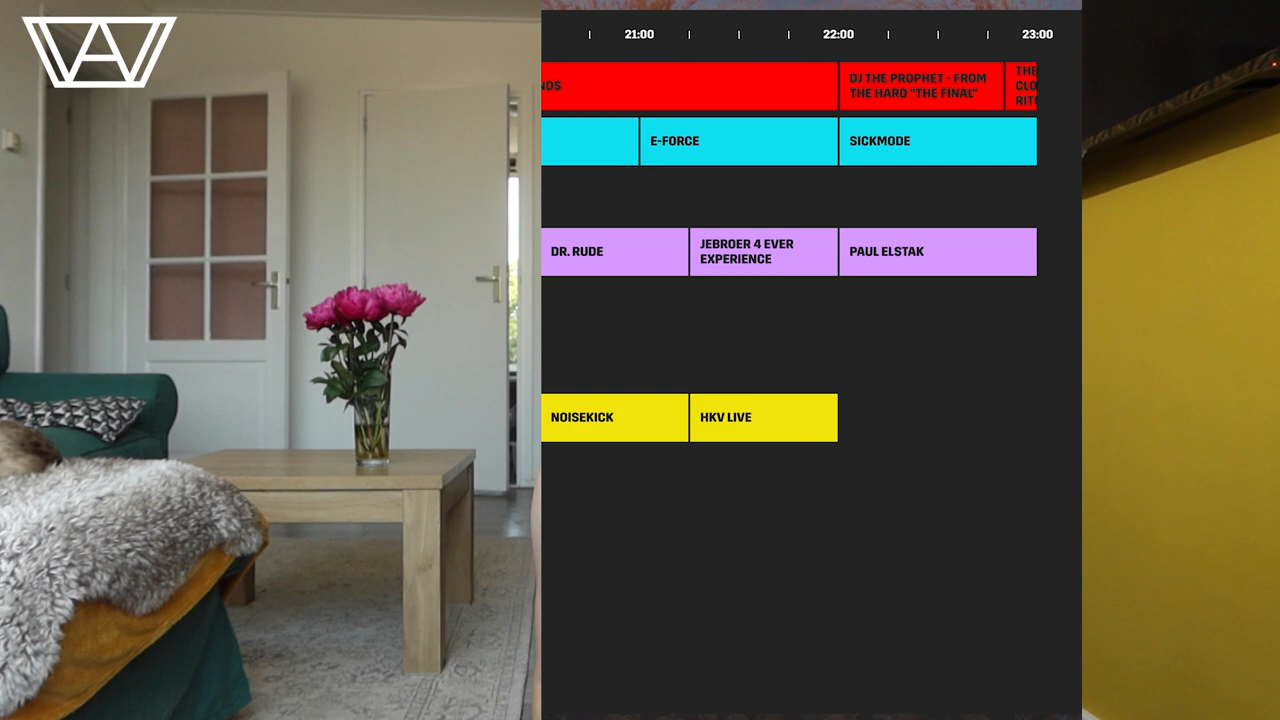 21:00 22:00 23:00
DJ THE PROPHET - FROM
THE HARD "THE FINAL"
THE
E-FORCE SICKMODE
DR. RUDE
JEBROER 4 EVER
EXPERIENCE
PAUL ELSTAK
NOISEKICK HKV LIVE